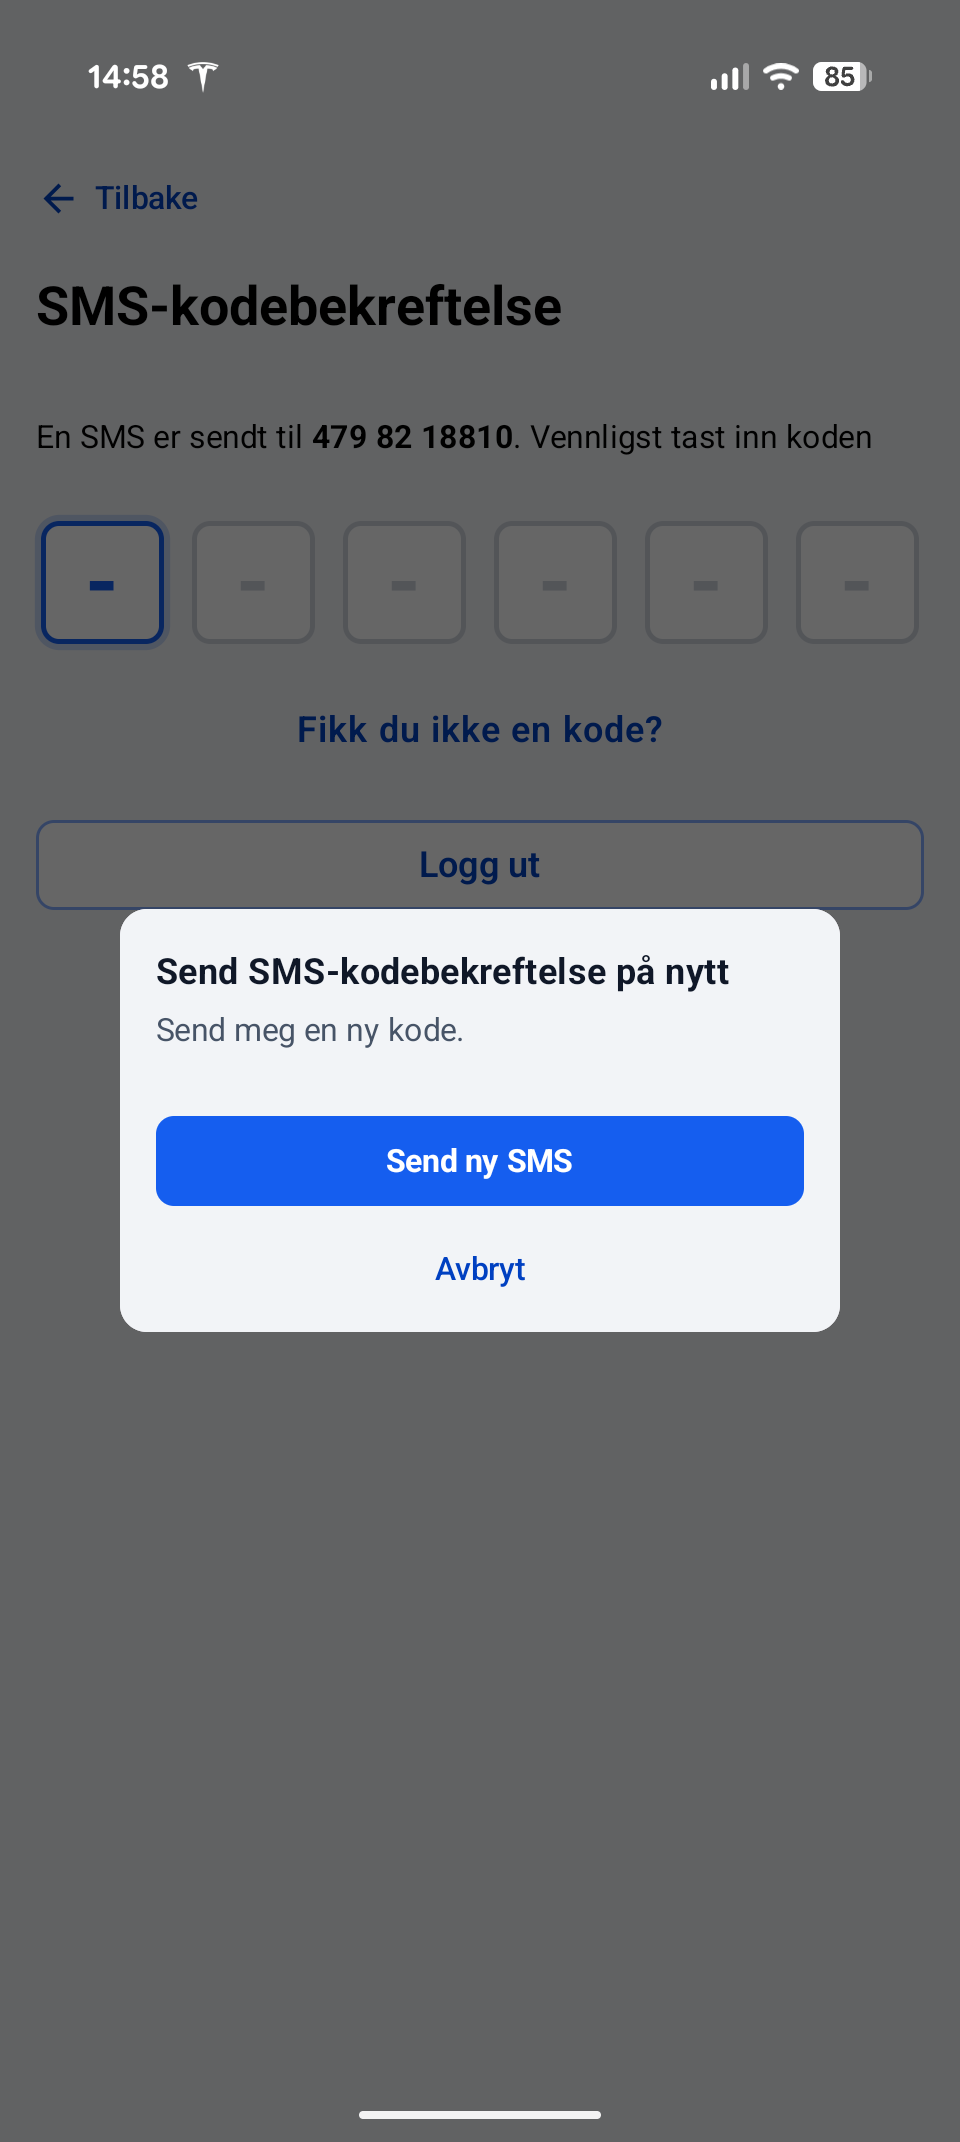 14:58
85
Tilbake
SMS-kodebekreftelse
En SMS er sendt til 479 82 18810. Vennligst tast inn koden
- - - - - -
Fikk du ikke en kode?
Logg ut
Send SMS-kodebekreftelse på nytt
Send meg en ny kode.
Send ny SMS
Avbryt